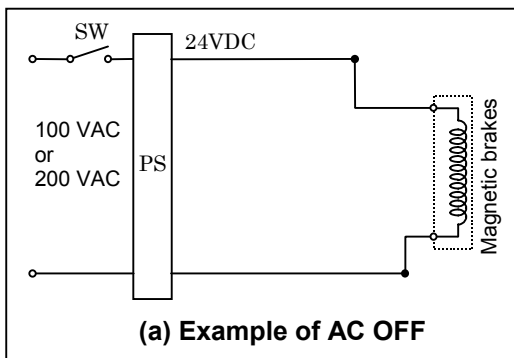 SW
24VDC
100 VAC
or
200 VAC
PS
Magnetic brakes
(a) Example of AC OFF